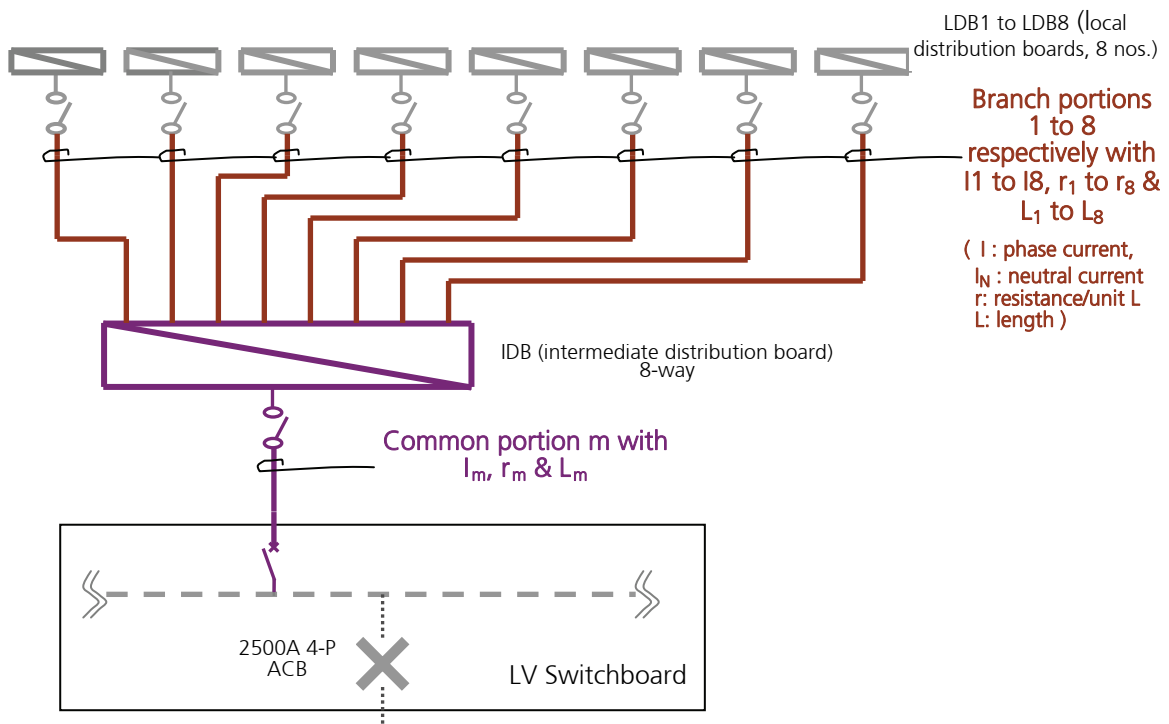 LDB1 to LDB8 (local
distribution boards, 8 nos.)
Branch portions
1 to 8
respectively with
I1 to I8, r₁ to r₈ &
L₁ to L₈
( I : phase current,
I_N : neutral current
r: resistance/unit L
L: length )
IDB (intermediate distribution board)
8-way
Common portion m with
Iₘ, rₘ & Lₘ
2500A 4-P
ACB
LV Switchboard